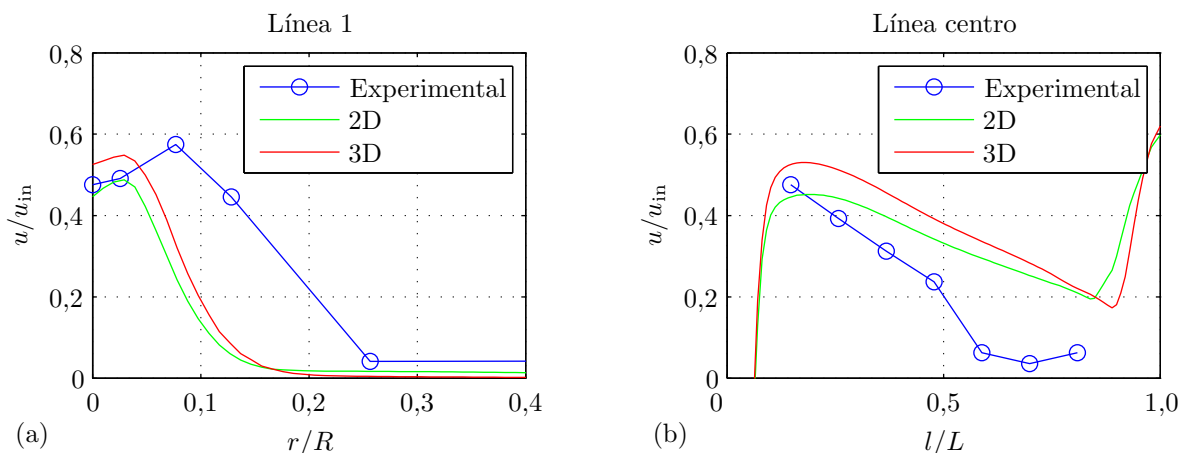 Línea 1
0,8
0,6
0,4
0,2
0
u/u_in
0
0,1
0,2
0,3
0,4
r/R
Experimental
2D
3D
(a)
Línea centro
0,8
0,6
0,4
0,2
0
u/u_in
0
0,5
1,0
l/L
Experimental
2D
3D
(b)